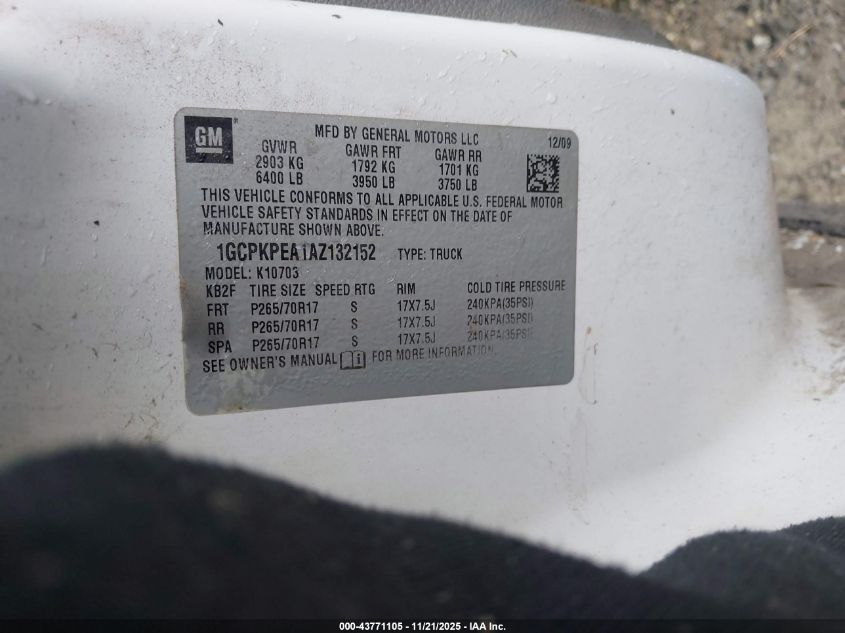 GM
MFD BY GENERAL MOTORS LLC
12/09
GVWR GAWR FRT GAWR RR
2903 KG 1792 KG 1701 KG
6400 LB 3950 LB 3750 LB
THIS VEHICLE CONFORMS TO ALL APPLICABLE U.S. FEDERAL MOTOR
VEHICLE SAFETY STANDARDS IN EFFECT ON THE DATE OF
MANUFACTURE SHOWN ABOVE.
1GCPKPEA1AZ132152 TYPE: TRUCK
MODEL: K10703
KB2F TIRE SIZE SPEED RTG RIM COLD TIRE PRESSURE
FRT P265/70R17 S 17X7.5J 240KPA(35PSI)
RR P265/70R17 S 17X7.5J 240KPA(35PSI)
SPA P265/70R17 S 17X7.5J 240KPA(35PSI)
SEE OWNER'S MANUAL FOR MORE INFORMATION.
000-43771105 - 11/21/2025 - IAA Inc.